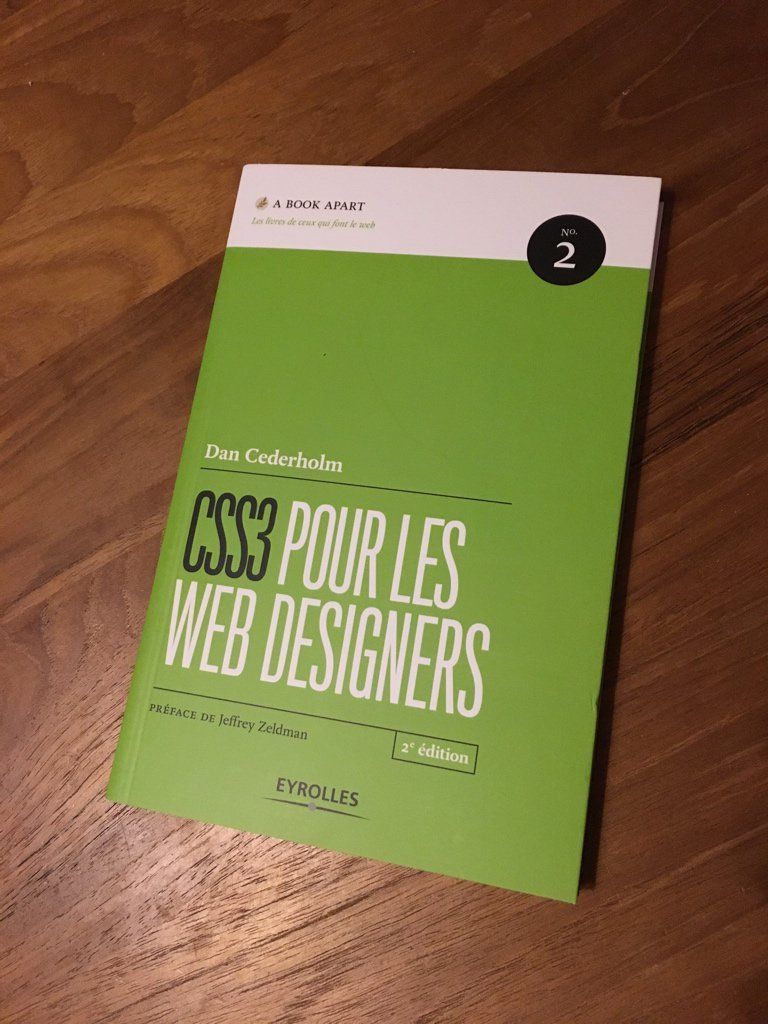 A BOOK APART
Les livres de ceux qui font le web
No.
2
Dan Cederholm
CSS3 POUR LES
WEB DESIGNERS
PRÉFACE DE Jeffrey Zeldman
2e édition
EYROLLES